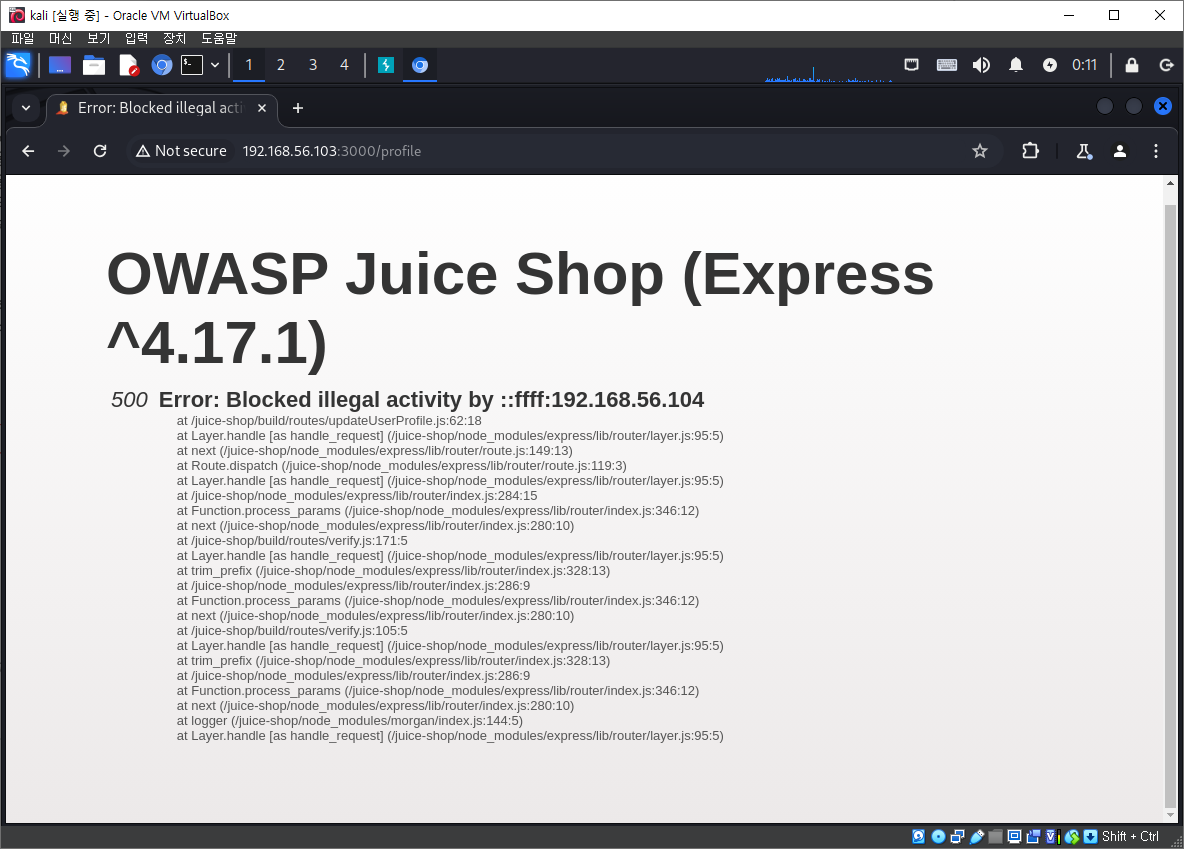 kali [실행 중] - Oracle VM VirtualBox
파일 머신 보기 입력 장치 도움말
1 2 3 4 0:11
Error: Blocked illegal acti
Not secure 192.168.56.103:3000/profile
OWASP Juice Shop (Express
^4.17.1)
500 Error: Blocked illegal activity by ::ffff:192.168.56.104
at /juice-shop/build/routes/updateUserProfile.js:62:18
at Layer.handle [as handle_request] (/juice-shop/node_modules/express/lib/router/layer.js:95:5)
at next (/juice-shop/node_modules/express/lib/router/route.js:149:13)
at Route.dispatch (/juice-shop/node_modules/express/lib/router/route.js:119:3)
at Layer.handle [as handle_request] (/juice-shop/node_modules/express/lib/router/layer.js:95:5)
at /juice-shop/node_modules/express/lib/router/index.js:284:15
at Function.process_params (/juice-shop/node_modules/express/lib/router/index.js:346:12)
at next (/juice-shop/node_modules/express/lib/router/index.js:280:10)
at /juice-shop/build/routes/verify.js:171:5
at Layer.handle [as handle_request] (/juice-shop/node_modules/express/lib/router/layer.js:95:5)
at trim_prefix (/juice-shop/node_modules/express/lib/router/index.js:328:13)
at /juice-shop/node_modules/express/lib/router/index.js:286:9
at Function.process_params (/juice-shop/node_modules/express/lib/router/index.js:346:12)
at next (/juice-shop/node_modules/express/lib/router/index.js:280:10)
at /juice-shop/build/routes/verify.js:105:5
at Layer.handle [as handle_request] (/juice-shop/node_modules/express/lib/router/layer.js:95:5)
at trim_prefix (/juice-shop/node_modules/express/lib/router/index.js:328:13)
at /juice-shop/node_modules/express/lib/router/index.js:286:9
at Function.process_params (/juice-shop/node_modules/express/lib/router/index.js:346:12)
at next (/juice-shop/node_modules/express/lib/router/index.js:280:10)
at logger (/juice-shop/node_modules/morgan/index.js:144:5)
at Layer.handle [as handle_request] (/juice-shop/node_modules/express/lib/router/layer.js:95:5)
Shift + Ctrl